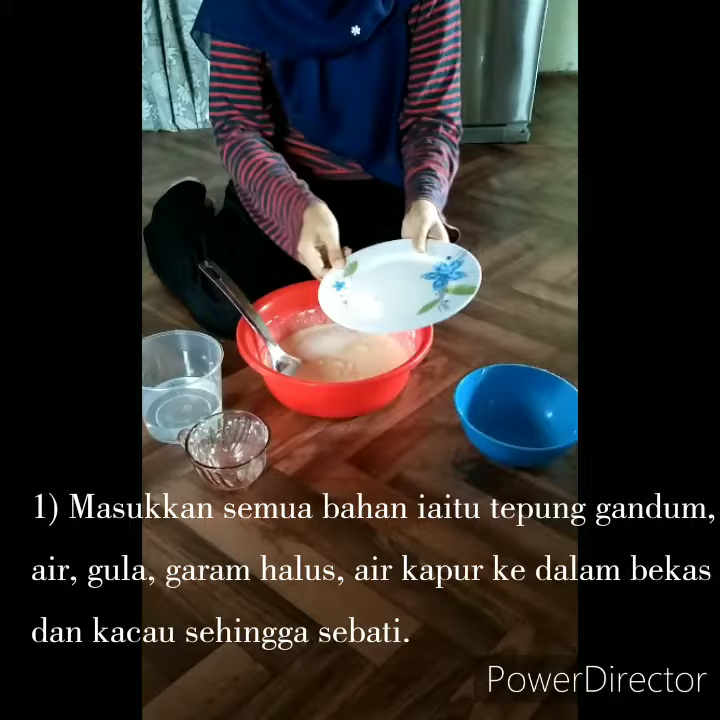 1) Masukkan semua bahan iaitu tepung gandum,
air, gula, garam halus, air kapur ke dalam bekas
dan kacau sehingga sebati.
PowerDirector